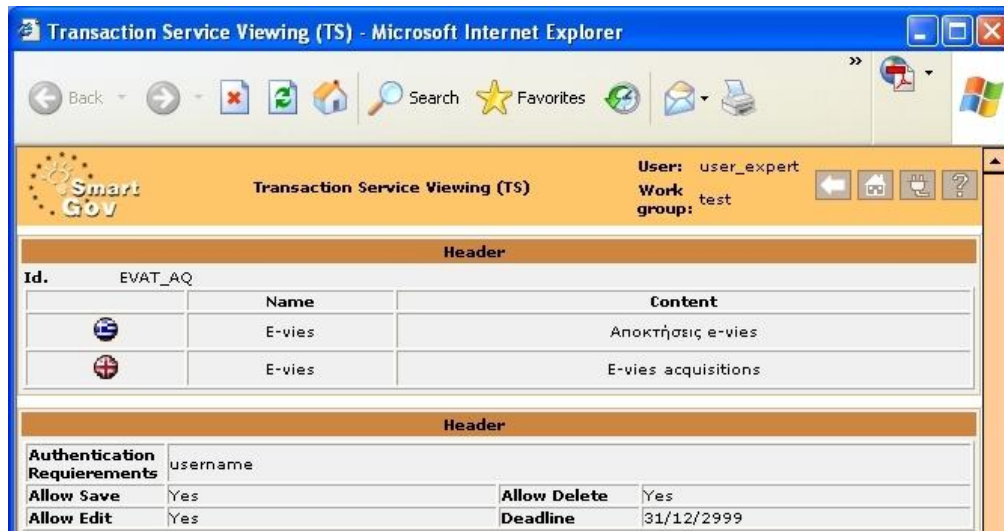 Transaction Service Viewing (TS) - Microsoft Internet Explorer
Back Search Favorites »
Smart Gov
Transaction Service Viewing (TS)
User: user_expert
Work group: test
Header
Id. EVAT_AQ
Name Content
E-vies Αποκτήσεις e-vies
E-vies E-vies acquisitions
Header
Authentication Requierements username
Allow Save Yes Allow Delete Yes
Allow Edit Yes Deadline 31/12/2999